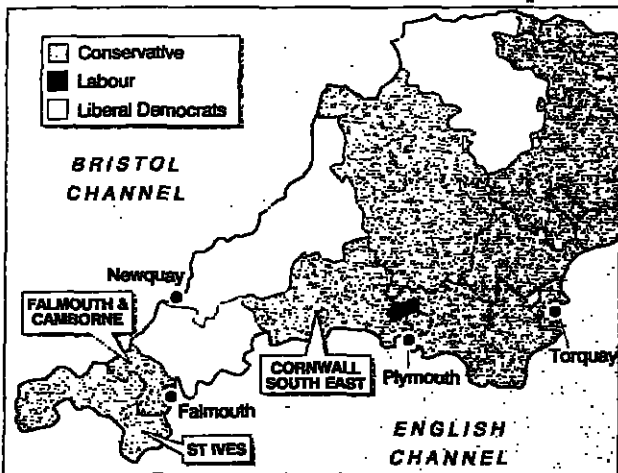 Conservative
Labour
Liberal Democrats
BRISTOL
CHANNEL
Newquay
FALMOUTH &
CAMBORNE
Falmouth
ST IVES
CORNWALL
SOUTH EAST
Plymouth
Torquay
ENGLISH
CHANNEL